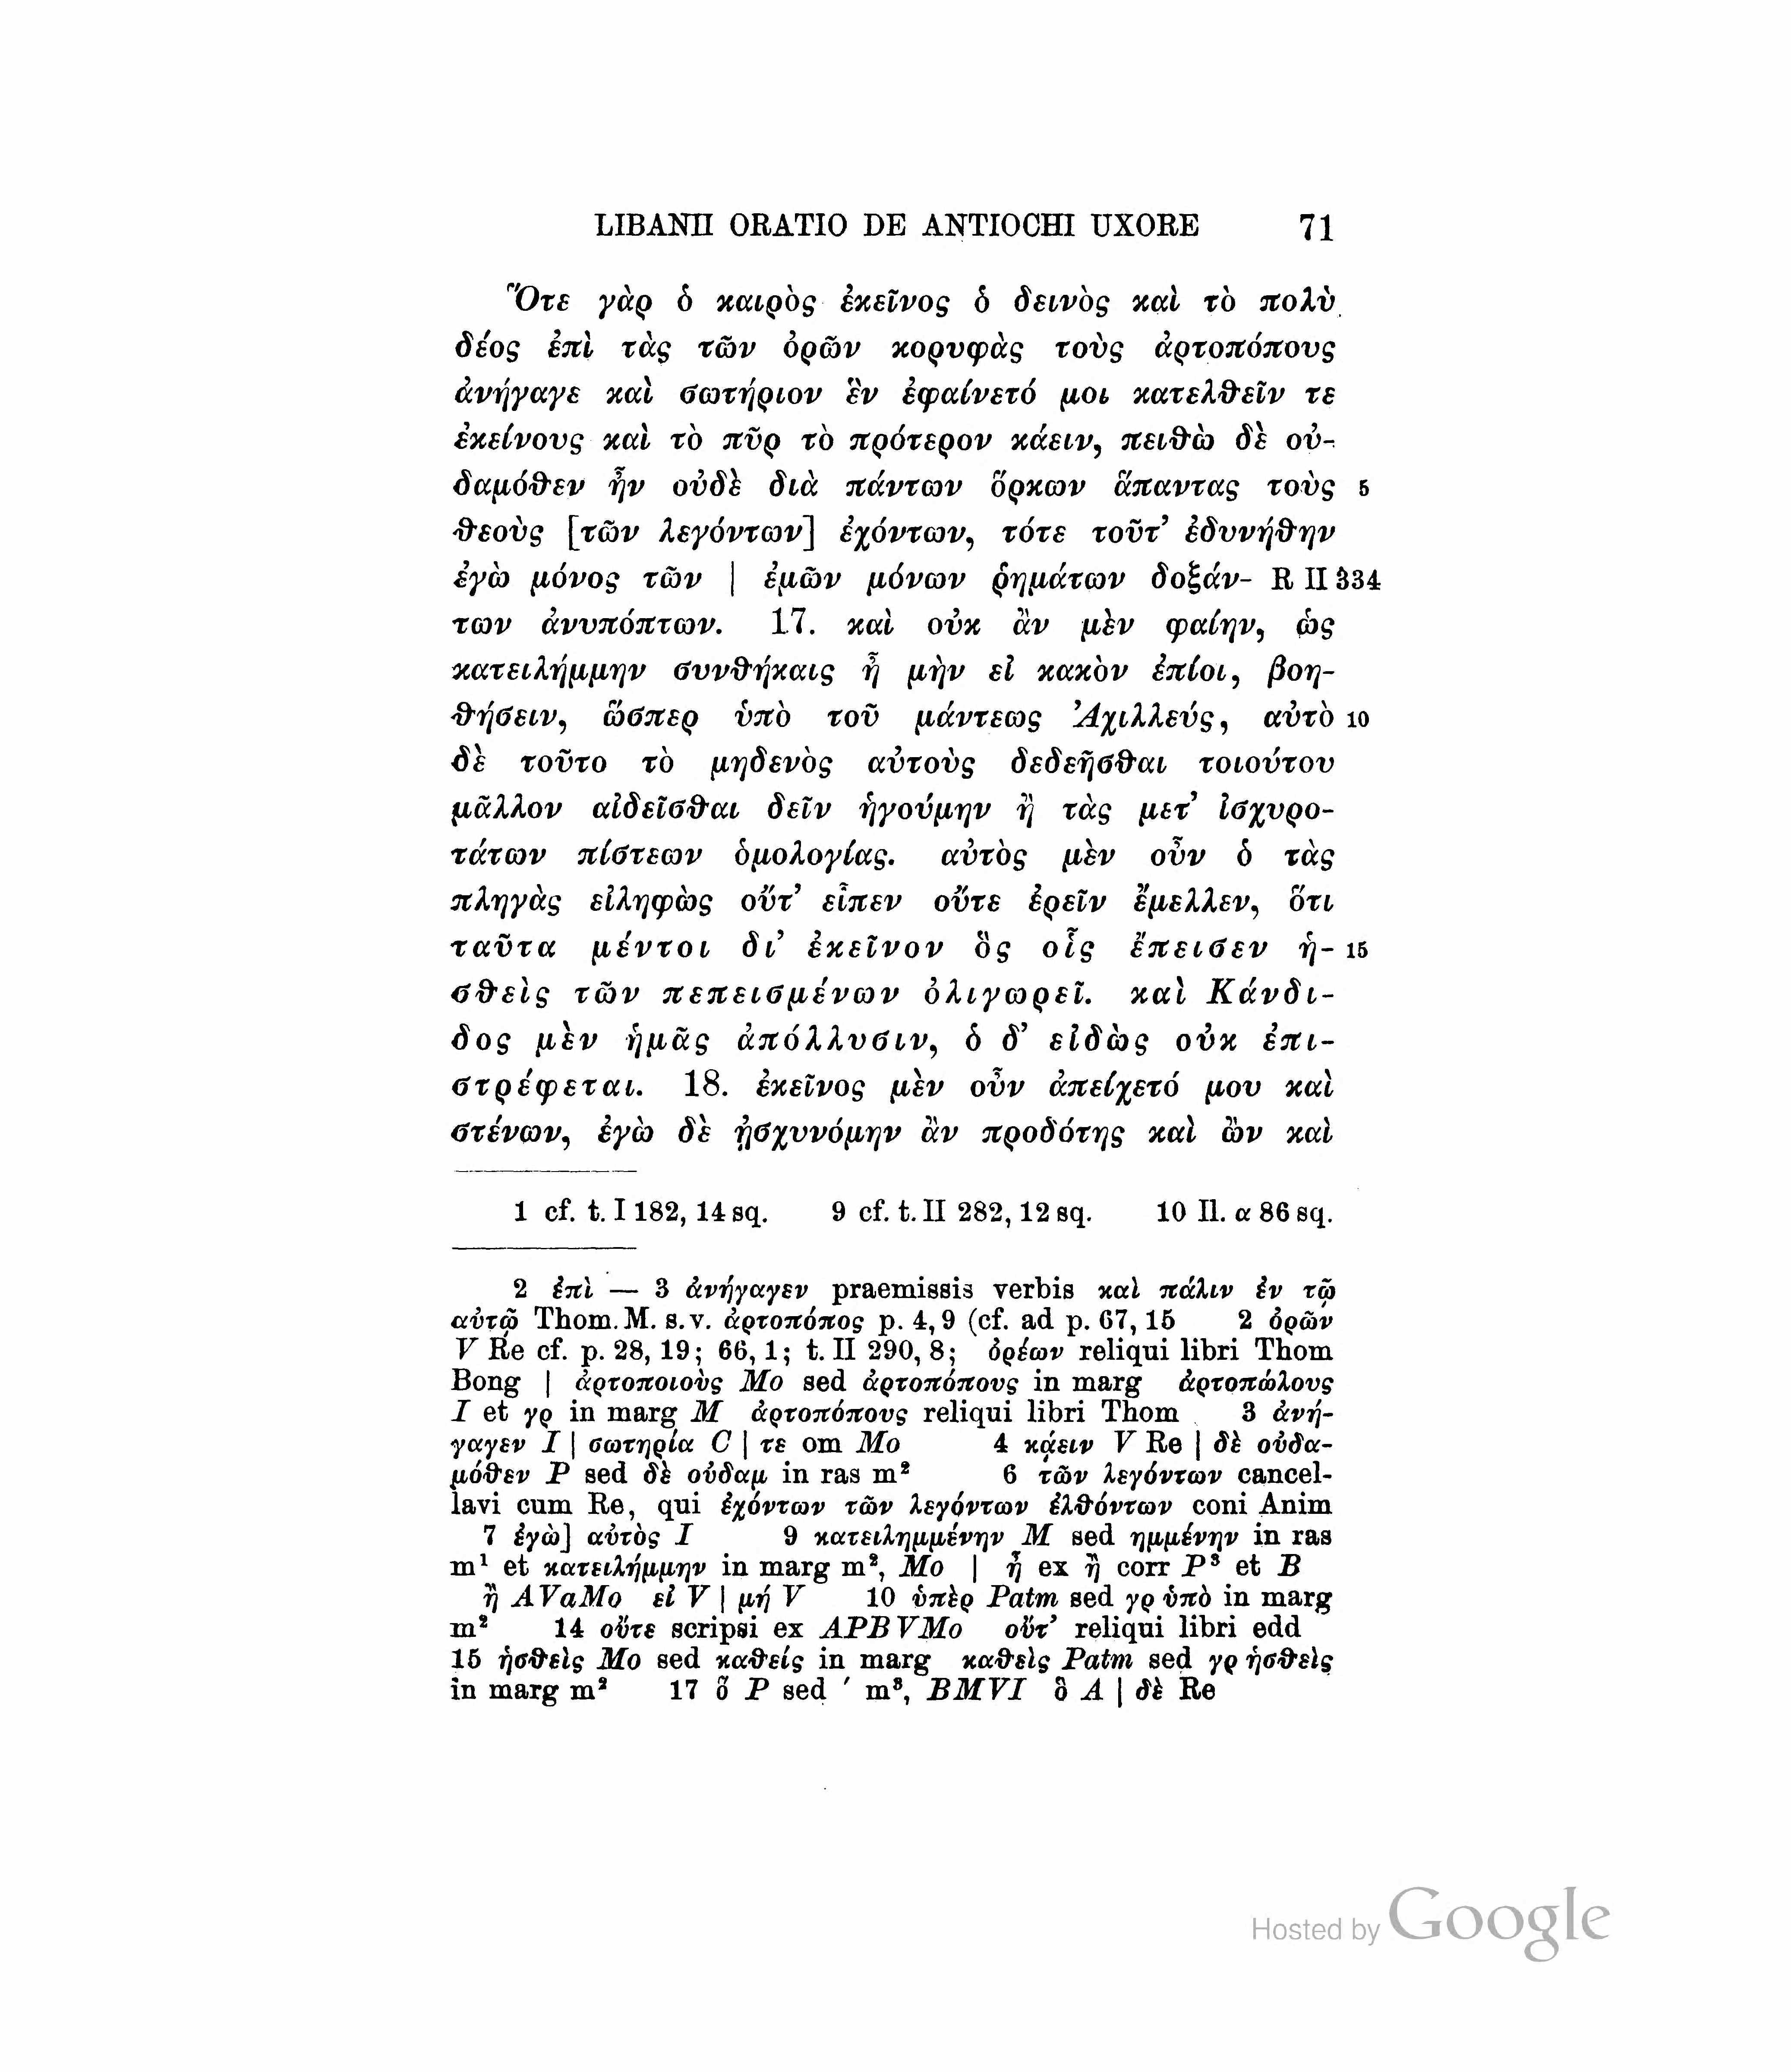 LIBANII ORATIO DE ANTIOCHI UXORE 71
Ὅτε γὰρ ὁ καιρὸς ἐκεῖνος ὁ δεινὸς καὶ τὸ πολὺ
δέος ἐπὶ τὰς τῶν ὀρῶν κορυφὰς τοὺς ἀρτοπόπους
ἀνήγαγε καὶ σωτήριον ἓν ἐφαίνετό μοι κατελθεῖν τε
ἐκείνους καὶ τὸ πῦρ τὸ πρότερον κάειν, πειθὼ δὲ οὐ-
δαμόθεν ἦν οὐδὲ διὰ πάντων ὅρκων ἅπαντας τοὺς 5
θεοὺς [τῶν λεγόντων] ἐχόντων, τότε τοῦτ’ ἐδυνήθην
ἐγὼ μόνος τῶν | ἐμῶν μόνων ῥημάτων δοξάν- R II 334
των ἀνυπόπτων. 17. καὶ οὐκ ἂν μὲν φαίην, ὡς
κατειλήμμην συνθήκαις ἦ μὴν εἰ κακὸν ἐπίοι, βοη-
θήσειν, ὥσπερ ὑπὸ τοῦ μάντεως Ἀχιλλεύς, αὐτὸ 10
δὲ τοῦτο τὸ μηδενὸς αὐτοὺς δεδεῆσθαι τοιούτου
μᾶλλον αἰδεῖσθαι δεῖν ἡγούμην ἢ τὰς μετ’ ἰσχυρο-
τάτων πίστεων ὁμολογίας. αὐτὸς μὲν οὖν ὁ τὰς
πληγὰς εἰληφὼς οὔτ’ εἶπεν οὔτε ἐρεῖν ἔμελλεν, ὅτι
ταῦτα μέντοι δι’ ἐκεῖνον ὃς οἷς ἔπεισεν ἡ- 15
σθεὶς τῶν πεπεισμένων ὀλιγωρεῖ. καὶ Κάνδι-
δος μὲν ἡμᾶς ἀπόλλυσιν, ὁ δ’ εἰδὼς οὐκ ἐπι-
στρέφεται. 18. ἐκεῖνος μὲν οὖν ἀπείχετό μου καὶ
στένων, ἐγὼ δὲ ᾐσχυνόμην ἂν προδότης καὶ ὢν καὶ
1 cf. t. I 182, 14 sq. 9 cf. t. II 282, 12 sq. 10 Il. α 86 sq.
2 ἐπὶ — 3 ἀνήγαγεν praemissis verbis καὶ πάλιν ἐν τῷ
αὐτῷ Thom. M. s. v. ἀρτοπόπος p. 4, 9 (cf. ad p. 67, 15 2 ὀρῶν
V Re cf. p. 28, 19; 66, 1; t. II 290, 8; ὀρέων reliqui libri Thom
Bong | ἀρτοποιοὺς Mo sed ἀρτοπόπους in marg ἀρτοπώλους
I et γρ in marg M ἀρτοπόπους reliqui libri Thom 3 ἀνή-
γαγεν I | σωτηρία C | τε om Mo 4 κᾴειν V Re | δὲ οὐδα-
μόθεν P sed δὲ οὐδαμ in ras m² 6 τῶν λεγόντων cancel-
lavi cum Re, qui ἐχόντων τῶν λεγόντων ἐλθόντων coni Anim
7 ἐγὼ] αὐτὸς I 9 κατειλημμένην M sed ημμένην in ras
m¹ et κατειλήμμην in marg m², Mo | ἦ ex ἢ corr P³ et B
ἢ AVaMo εἰ V | μή V 10 ὑπὲρ Patm sed γρ ὑπὸ in marg
m² 14 οὔτε scripsi ex APBVMo οὔτ’ reliqui libri edd
15 ἡσθεὶς Mo sed καθείς in marg καθεὶς Patm sed γρ ἡσθεὶς
in marg m² 17 ὅ P sed ′ m³, BMVI ὃ A | δὲ Re
Hosted by Google